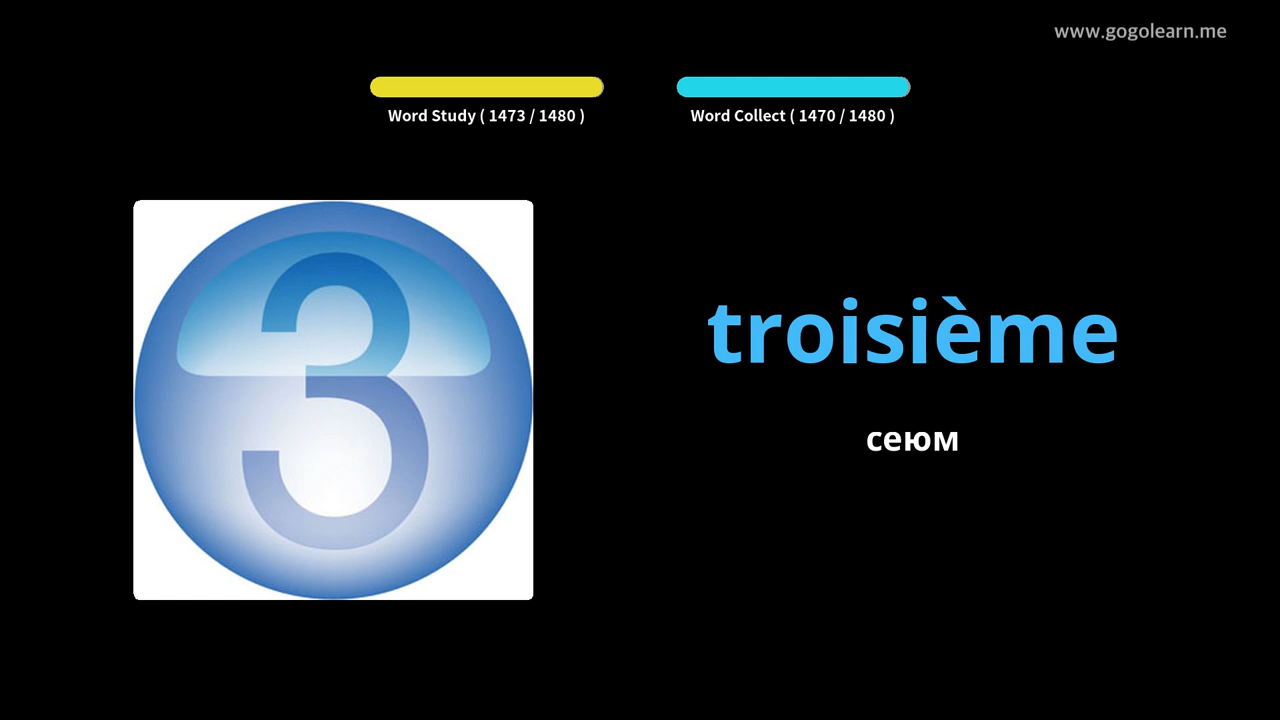 www.gogolearn.me
Word Study ( 1473 / 1480 )
Word Collect ( 1470 / 1480 )
3
troisième
сеюм